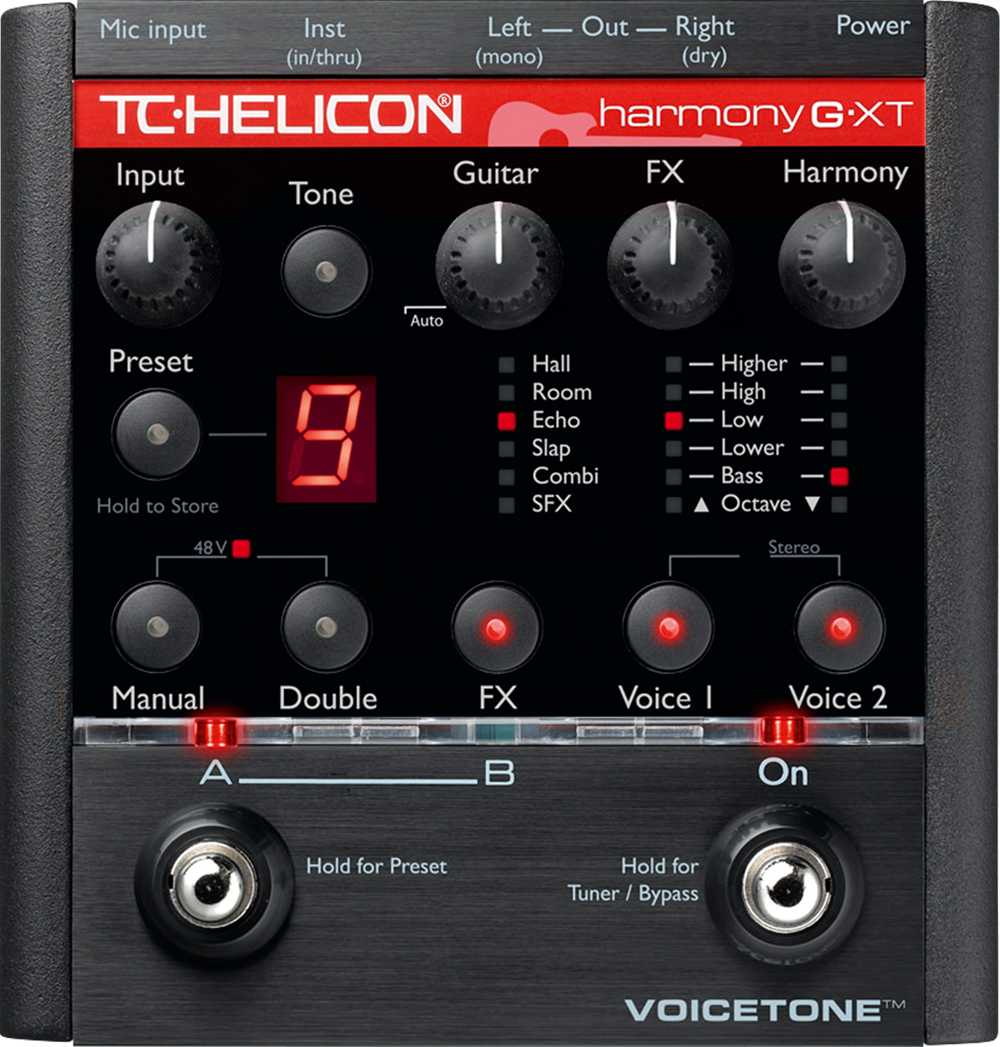 Mic input Inst Left — Out — Right Power
(in/thru) (mono) (dry)
TC·HELICON® harmony G·XT
Input Tone Guitar FX Harmony
Auto
Preset
9
Hold to Store
Hall
Room
Echo
Slap
Combi
SFX
Higher
High
Low
Lower
Bass
▲ Octave ▼
48V Stereo
Manual Double FX Voice 1 Voice 2
A B On
Hold for Preset
Hold for
Tuner / Bypass
VOICETONE™